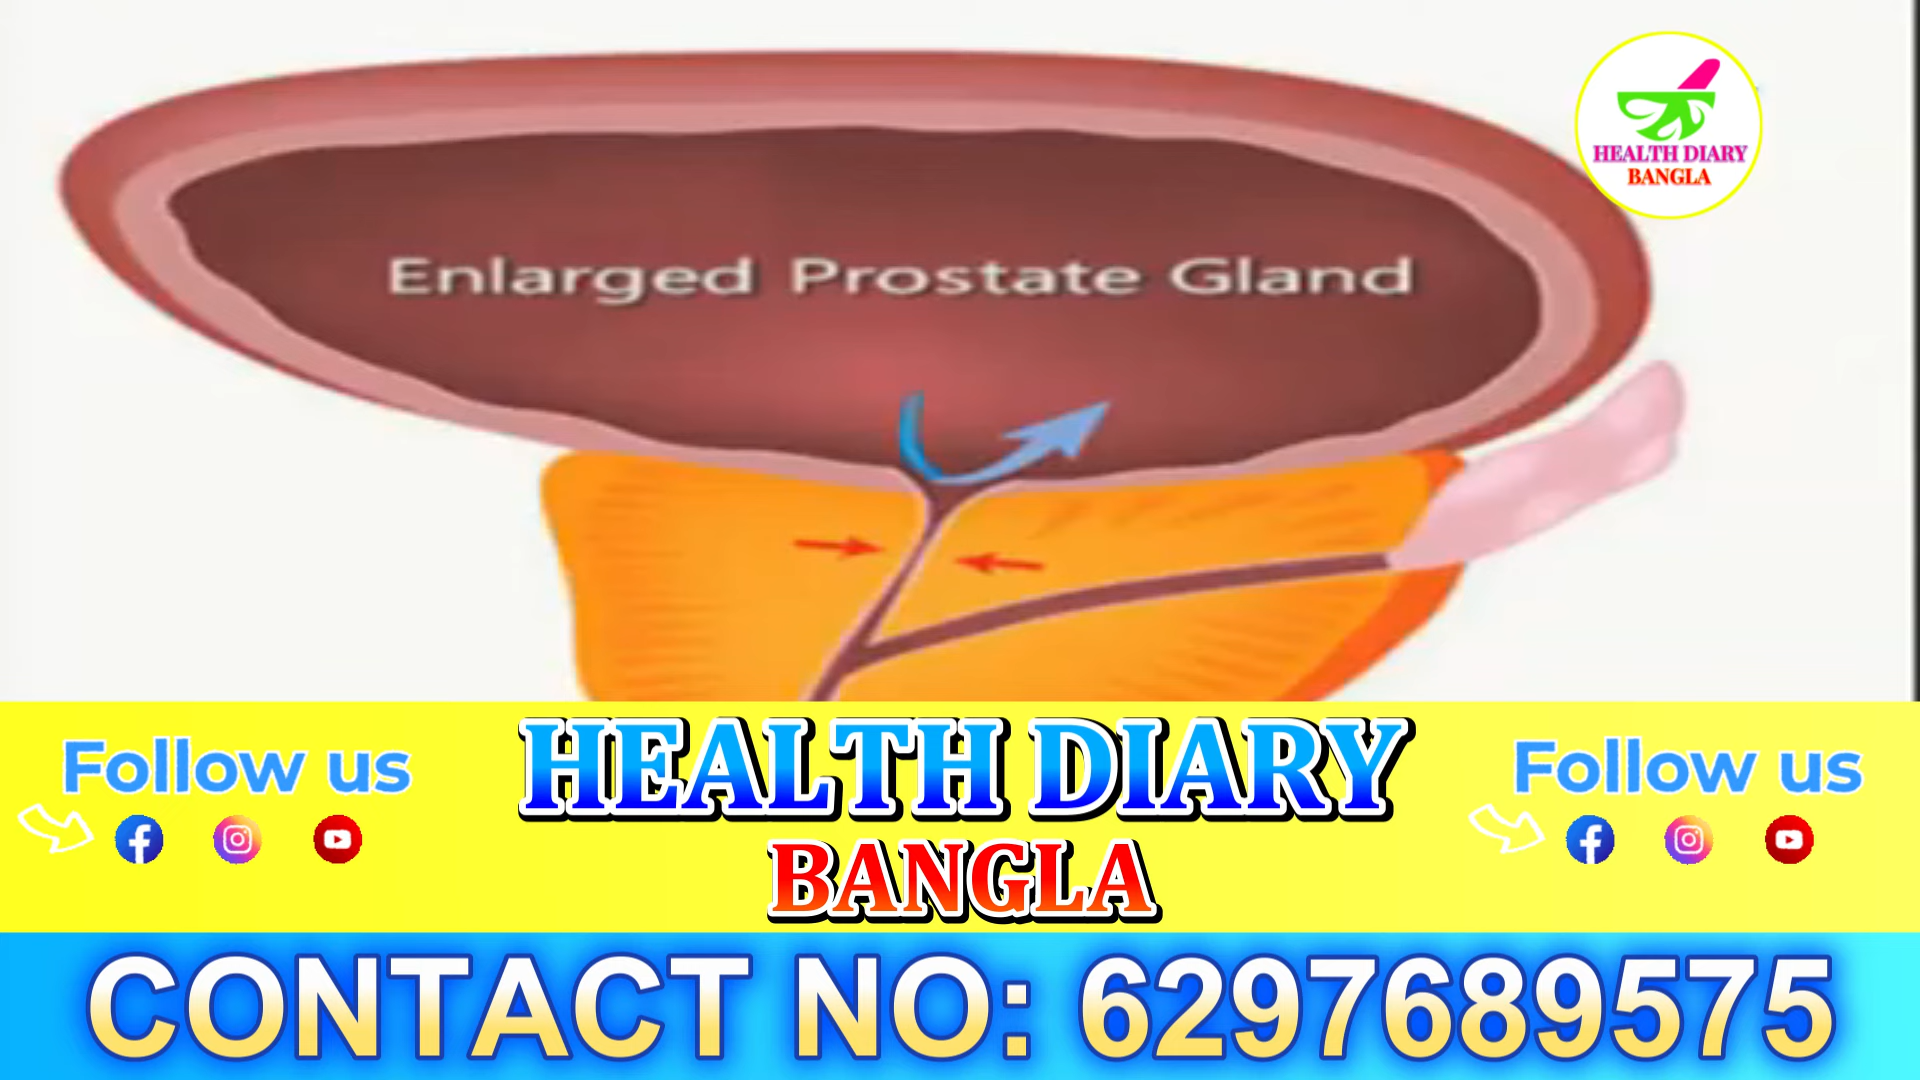 HEALTH DIARY
BANGLA
Enlarged Prostate Gland
Follow us
HEALTH DIARY
BANGLA
Follow us
CONTACT NO: 6297689575